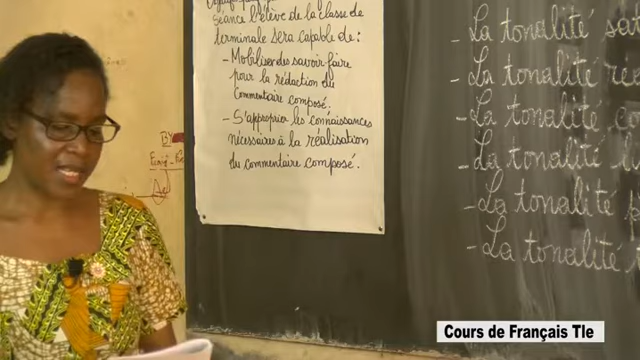 Séance l'élève de la classe de
terminale sera capable de :
- Mobiliser des savoir-faire
pour la rédaction du
Commentaire composé.
- S'approprier les connaissances
nécessaires à la réalisation
du commentaire composé.
- La tonalité
- La tonalité
- La tonalité
- La tonalité
- La tonalité
- La tonalité
Cours de Français Tle